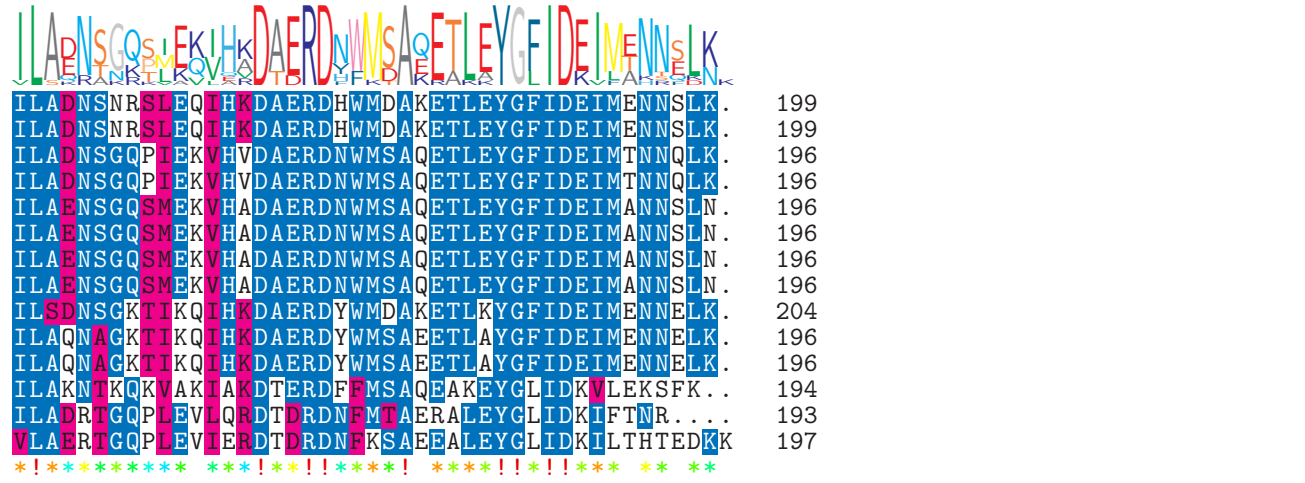 ILADNSNRSLEQIHKDAERDHWMDAKETLEYGFIDEIMENNSLK. 199
ILADNSNRSLEQIHKDAERDHWMDAKETLEYGFIDEIMENNSLK. 199
ILADNSGQPIEKVHVDAERDNWMSAQETLEYGFIDEIMTNNQLK. 196
ILADNSGQPIEKVHVDAERDNWMSAQETLEYGFIDEIMTNNQLK. 196
ILAENSGQSMEKVHADAERDNWMSAQETLEYGFIDEIMANNSLN. 196
ILAENSGQSMEKVHADAERDNWMSAQETLEYGFIDEIMANNSLN. 196
ILAENSGQSMEKVHADAERDNWMSAQETLEYGFIDEIMANNSLN. 196
ILAENSGQSMEKVHADAERDNWMSAQETLEYGFIDEIMANNSLN. 196
ILSDNSGKTIKQIHKDAERDYWMDAKETLKYGFIDEIMENNELK. 204
ILAQNAGKTIKQIHKDAERDYWMSAEETLAYGFIDEIMENNELK. 196
ILAQNAGKTIKQIHKDAERDYWMSAEETLAYGFIDEIMENNELK. 196
ILAKNTKQKVAKIAKDTERDFFMSAQEAKEYGLIDKVLEKSFK.. 194
ILADRTGQPLEVLQRDTDRDNFMTAERALEYGLIDKIFTNR.... 193
VLAERTGQPLEVIERDTDRDNFKSAEEALEYGLIDKILTHTEDKK 197
*!********* ***!**!!****! ****!!*!!*** ** **